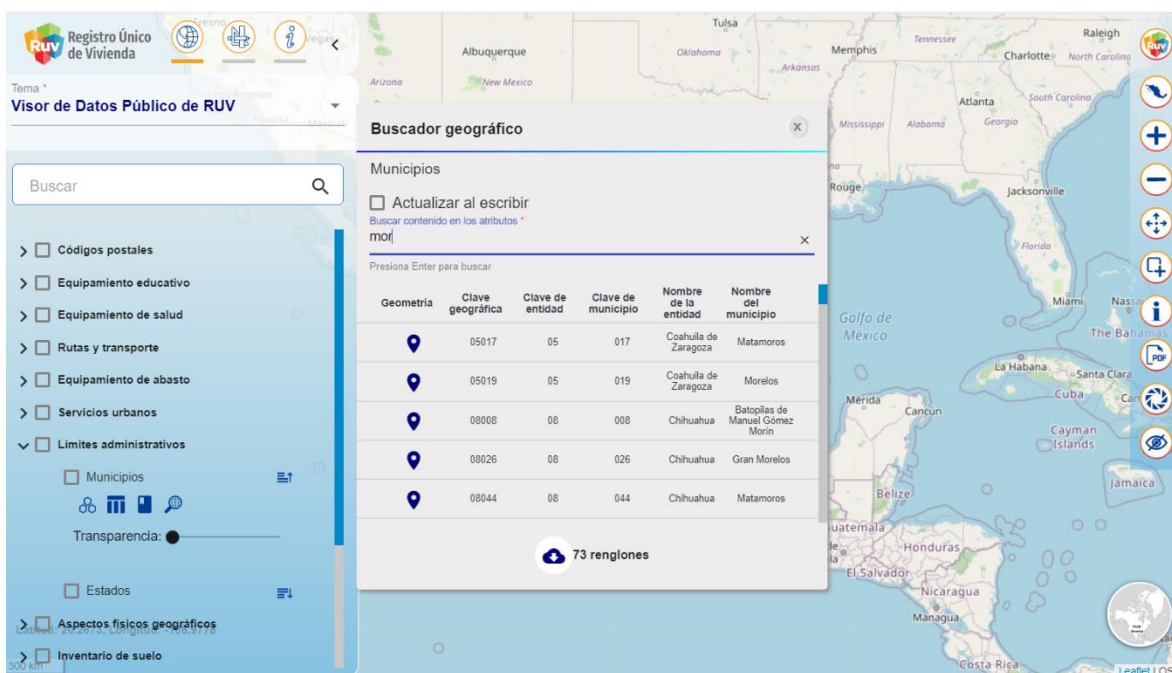 Ruv Registro Único
de Vivienda
Tema *
Visor de Datos Público de RUV
Buscar
Códigos postales
Equipamiento educativo
Equipamiento de salud
Rutas y transporte
Equipamiento de abasto
Servicios urbanos
Límites administrativos
Municipios
Transparencia:
Estados
Aspectos físicos geográficos
Inventario de suelo
300 km
Buscador geográfico
Municipios
Actualizar al escribir
Buscar contenido en los atributos *
mor
Presiona Enter para buscar
Geometría Clave geográfica Clave de entidad Clave de municipio Nombre de la entidad Nombre del municipio
05017 05 017 Coahuila de Zaragoza Matamoros
05019 05 019 Coahuila de Zaragoza Morelos
08008 08 008 Chihuahua Batopilas de Manuel Gómez Morín
08026 08 026 Chihuahua Gran Morelos
08044 08 044 Chihuahua Matamoros
73 renglones
Fresno
Tulsa
Albuquerque
Oklahoma
Memphis
Tennessee
Raleigh
Charlotte
North Carolina
Arizona
New Mexico
Arkansas
Atlanta
South Carolina
Mississippi
Alabama
Georgia
Rouge
Jacksonville
Florida
Miami
Golfo de
México
The Bahamas
La Habana
Santa Clara
Cuba
Mérida
Cancún
Cayman
Islands
Jamaica
Belize
Honduras
El Salvador
Nicaragua
Managua
Costa Rica
Ruv
PDF
Leaflet